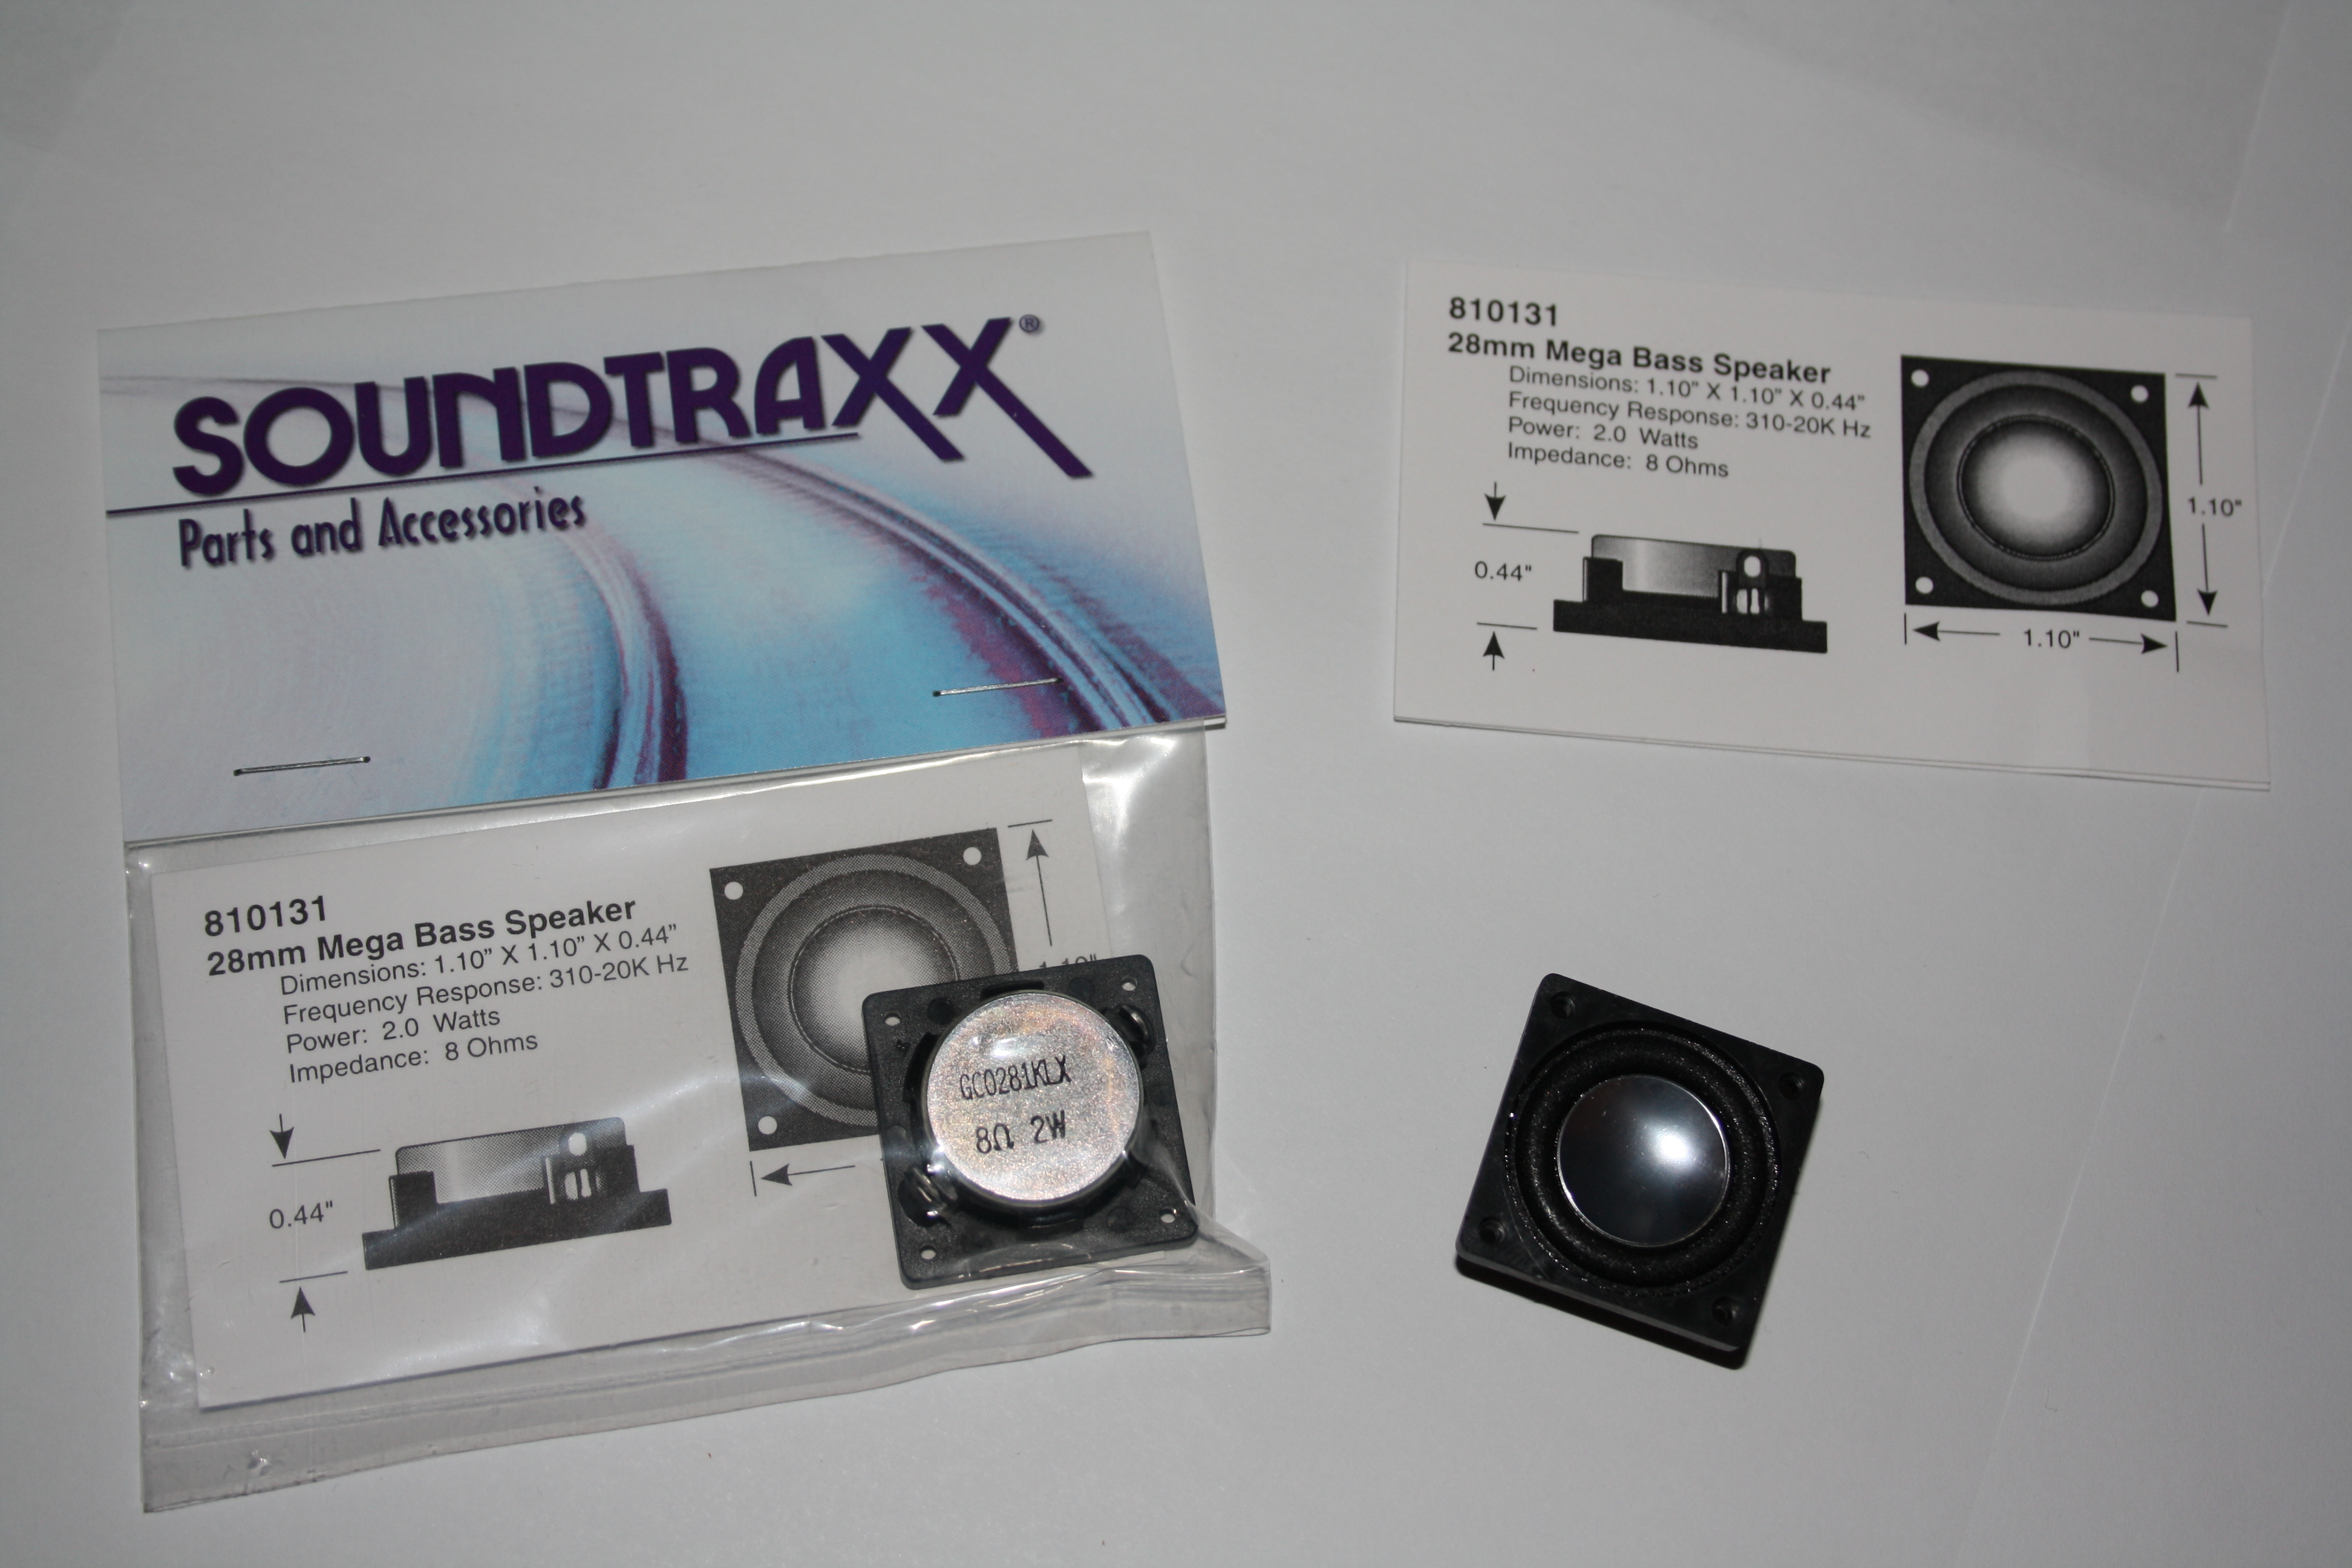 SOUNDTRAXX®
Parts and Accessories
810131
28mm Mega Bass Speaker
Dimensions: 1.10” X 1.10” X 0.44”
Frequency Response: 310-20K Hz
Power: 2.0 Watts
Impedance: 8 Ohms
0.44"
1.10"
GC0281KLX
8Ω 2W
810131
28mm Mega Bass Speaker
Dimensions: 1.10” X 1.10” X 0.44”
Frequency Response: 310-20K Hz
Power: 2.0 Watts
Impedance: 8 Ohms
0.44"
1.10"
1.10"